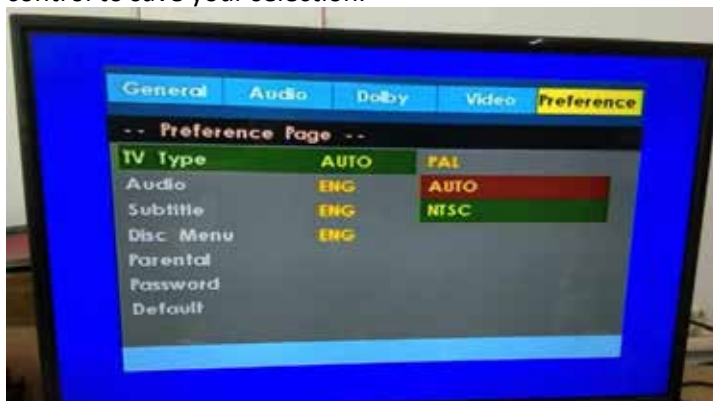 control to save your selection.
General Audio Dolby Video Preference
-- Preference Page --
TV Type AUTO PAL
Audio ENG AUTO
Subtitle ENG NTSC
Disc Menu ENG
Parental
Password
Default